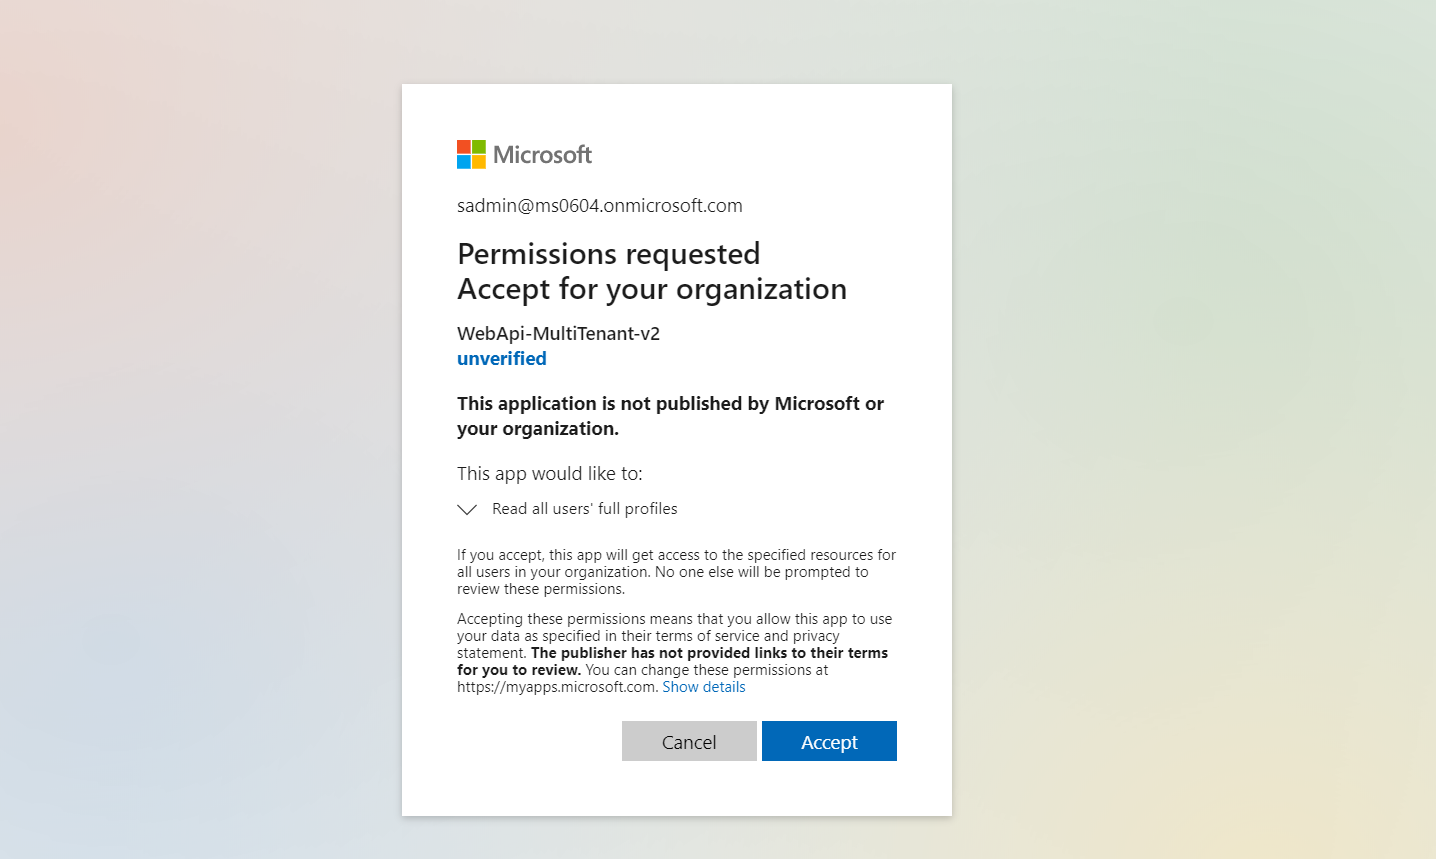 Microsoft
sadmin@ms0604.onmicrosoft.com
Permissions requested
Accept for your organization
WebApi-MultiTenant-v2
unverified
This application is not published by Microsoft or
your organization.
This app would like to:
Read all users' full profiles
If you accept, this app will get access to the specified resources for
all users in your organization. No one else will be prompted to
review these permissions.
Accepting these permissions means that you allow this app to use
your data as specified in their terms of service and privacy
statement. The publisher has not provided links to their terms
for you to review. You can change these permissions at
https://myapps.microsoft.com. Show details
Cancel Accept